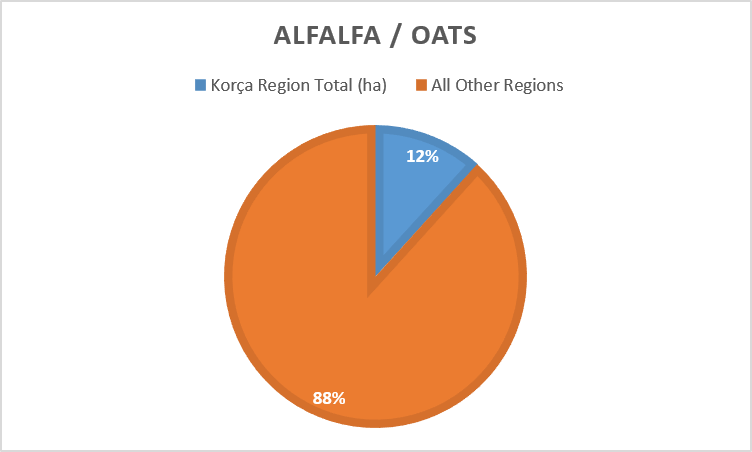 ALFALFA / OATS
Korça Region Total (ha) All Other Regions
12%
88%